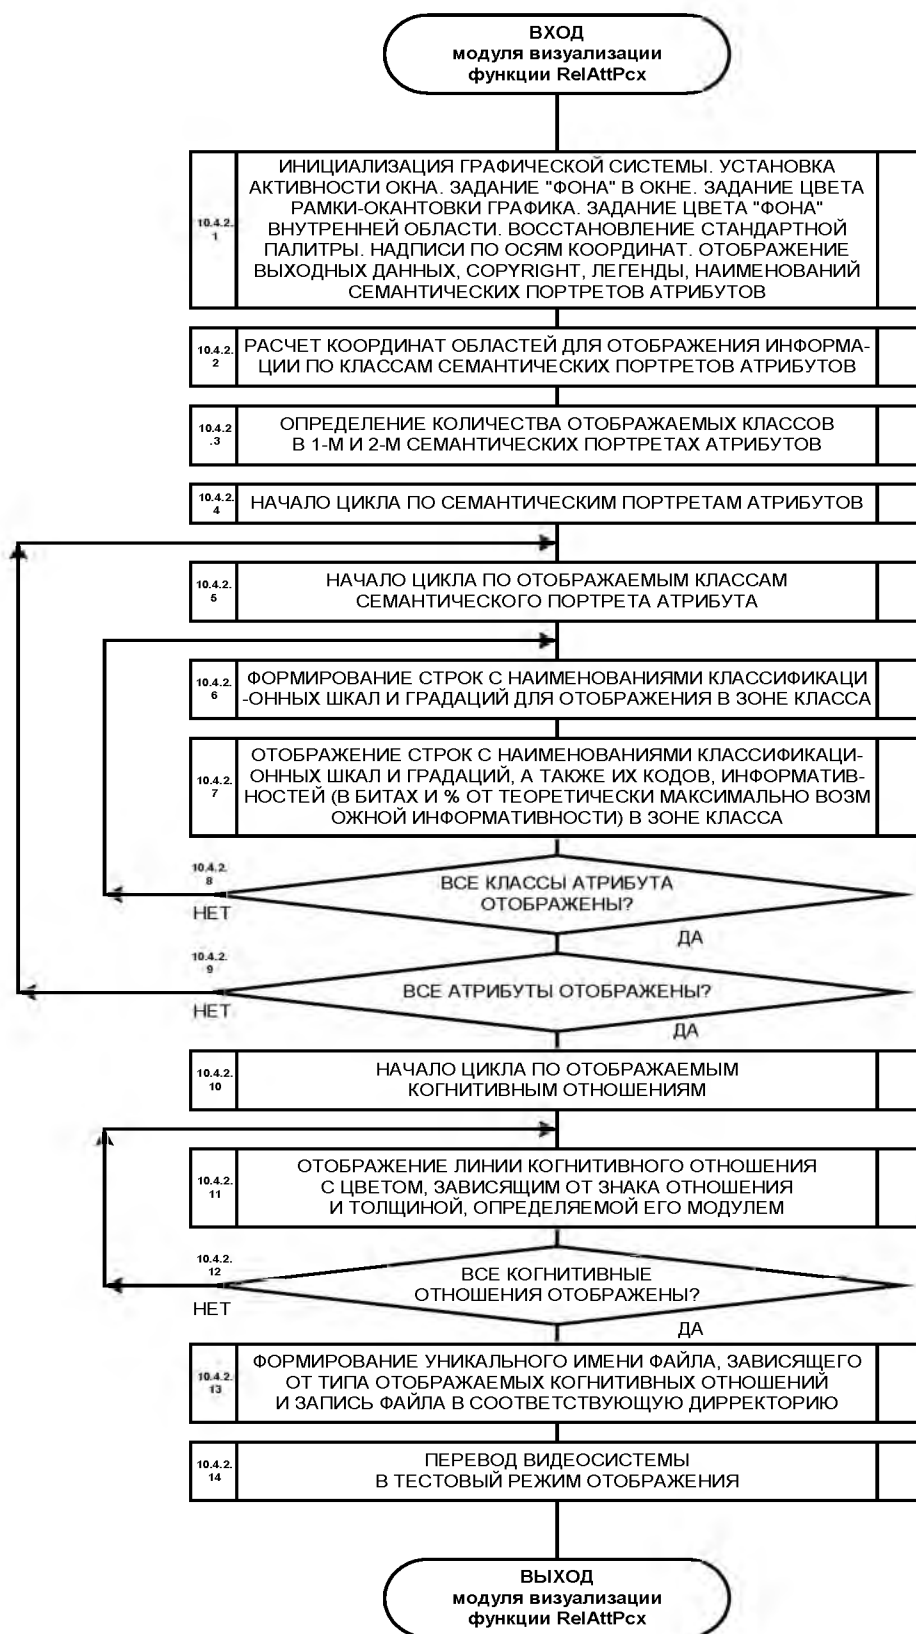 ВХОД
модуля визуализации
функции RelAttPcx
10.4.2.
1
ИНИЦИАЛИЗАЦИЯ ГРАФИЧЕСКОЙ СИСТЕМЫ. УСТАНОВКА
АКТИВНОСТИ ОКНА. ЗАДАНИЕ "ФОНА" В ОКНЕ. ЗАДАНИЕ ЦВЕТА
РАМКИ-ОКАНТОВКИ ГРАФИКА. ЗАДАНИЕ ЦВЕТА "ФОНА"
ВНУТРЕННЕЙ ОБЛАСТИ. ВОССТАНОВЛЕНИЕ СТАНДАРТНОЙ
ПАЛИТРЫ. НАДПИСИ ПО ОСЯМ КООРДИНАТ. ОТОБРАЖЕНИЕ
ВЫХОДНЫХ ДАННЫХ, COPYRIGHT, ЛЕГЕНДЫ, НАИМЕНОВАНИЙ
СЕМАНТИЧЕСКИХ ПОРТРЕТОВ АТРИБУТОВ
10.4.2.
2
РАСЧЕТ КООРДИНАТ ОБЛАСТЕЙ ДЛЯ ОТОБРАЖЕНИЯ ИНФОРМА-
ЦИИ ПО КЛАССАМ СЕМАНТИЧЕСКИХ ПОРТРЕТОВ АТРИБУТОВ
10.4.2
.3
ОПРЕДЕЛЕНИЕ КОЛИЧЕСТВА ОТОБРАЖАЕМЫХ КЛАССОВ
В 1-М И 2-М СЕМАНТИЧЕСКИХ ПОРТРЕТАХ АТРИБУТОВ
10.4.2.
4
НАЧАЛО ЦИКЛА ПО СЕМАНТИЧЕСКИМ ПОРТРЕТАМ АТРИБУТОВ
10.4.2.
5
НАЧАЛО ЦИКЛА ПО ОТОБРАЖАЕМЫМ КЛАССАМ
СЕМАНТИЧЕСКОГО ПОРТРЕТА АТРИБУТА
10.4.2.
6
ФОРМИРОВАНИЕ СТРОК С НАИМЕНОВАНИЯМИ КЛАССИФИКАЦИ
-ОННЫХ ШКАЛ И ГРАДАЦИЙ ДЛЯ ОТОБРАЖЕНИЯ В ЗОНЕ КЛАССА
10.4.2.
7
ОТОБРАЖЕНИЕ СТРОК С НАИМЕНОВАНИЯМИ КЛАССИФИКАЦИ-
ОННЫХ ШКАЛ И ГРАДАЦИЙ, А ТАКЖЕ ИХ КОДОВ, ИНФОРМАТИВ-
НОСТЕЙ (В БИТАХ И % ОТ ТЕОРЕТИЧЕСКИ МАКСИМАЛЬНО ВОЗМ
ОЖНОЙ ИНФОРМАТИВНОСТИ) В ЗОНЕ КЛАССА
10.4.2.
8
ВСЕ КЛАССЫ АТРИБУТА
ОТОБРАЖЕНЫ?
НЕТ
ДА
10.4.2.
9
ВСЕ АТРИБУТЫ ОТОБРАЖЕНЫ?
НЕТ
ДА
10.4.2.
10
НАЧАЛО ЦИКЛА ПО ОТОБРАЖАЕМЫМ
КОГНИТИВНЫМ ОТНОШЕНИЯМ
10.4.2.
11
ОТОБРАЖЕНИЕ ЛИНИИ КОГНИТИВНОГО ОТНОШЕНИЯ
С ЦВЕТОМ, ЗАВИСЯЩИМ ОТ ЗНАКА ОТНОШЕНИЯ
И ТОЛЩИНОЙ, ОПРЕДЕЛЯЕМОЙ ЕГО МОДУЛЕМ
10.4.2.
12
ВСЕ КОГНИТИВНЫЕ
ОТНОШЕНИЯ ОТОБРАЖЕНЫ?
НЕТ
ДА
10.4.2.
13
ФОРМИРОВАНИЕ УНИКАЛЬНОГО ИМЕНИ ФАЙЛА, ЗАВИСЯЩЕГО
ОТ ТИПА ОТОБРАЖАЕМЫХ КОГНИТИВНЫХ ОТНОШЕНИЙ
И ЗАПИСЬ ФАЙЛА В СООТВЕТСТВУЮЩУЮ ДИРРЕКТОРИЮ
10.4.2.
14
ПЕРЕВОД ВИДЕОСИСТЕМЫ
В ТЕСТОВЫЙ РЕЖИМ ОТОБРАЖЕНИЯ
ВЫХОД
модуля визуализации
функции RelAttPcx